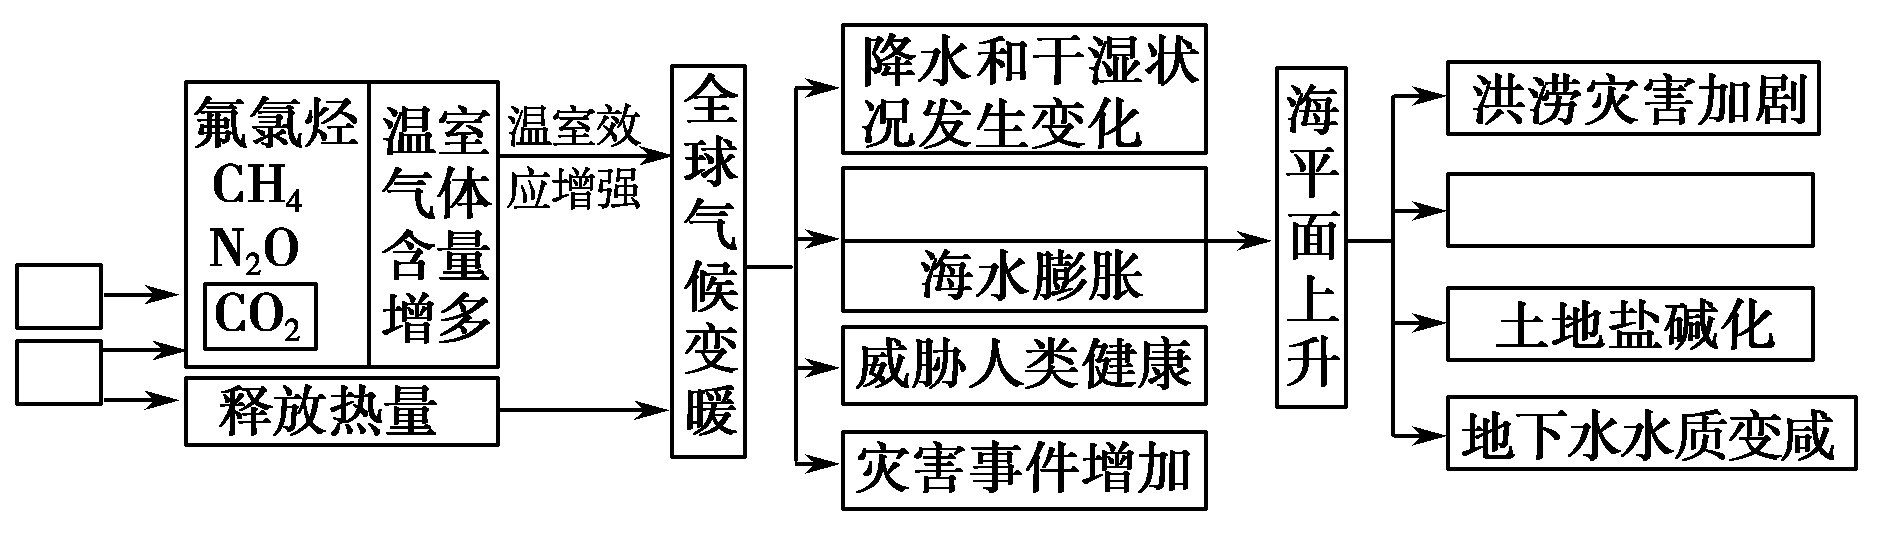 氟氯烃
CH₄
N₂O
CO₂
温室
气体
含量
增多
释放热量
温室效
应增强
全球气候变暖
降水和干湿状
况发生变化
海水膨胀
威胁人类健康
灾害事件增加
海平面上升
洪涝灾害加剧
土地盐碱化
地下水水质变咸